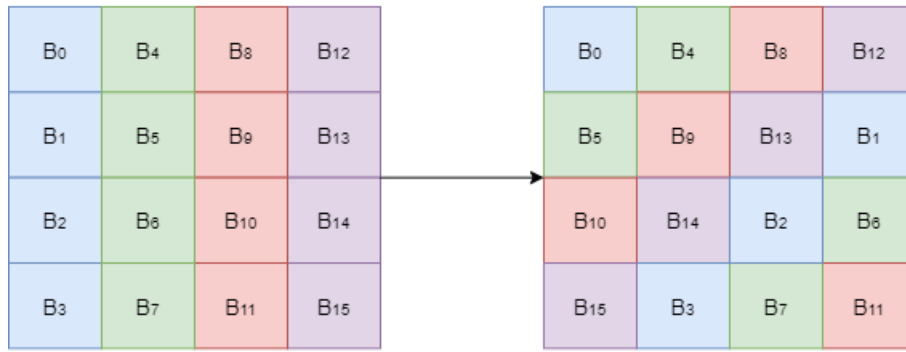 B0 B4 B8 B12 B0 B4 B8 B12
B1 B5 B9 B13 B5 B9 B13 B1
B2 B6 B10 B14 B10 B14 B2 B6
B3 B7 B11 B15 B15 B3 B7 B11